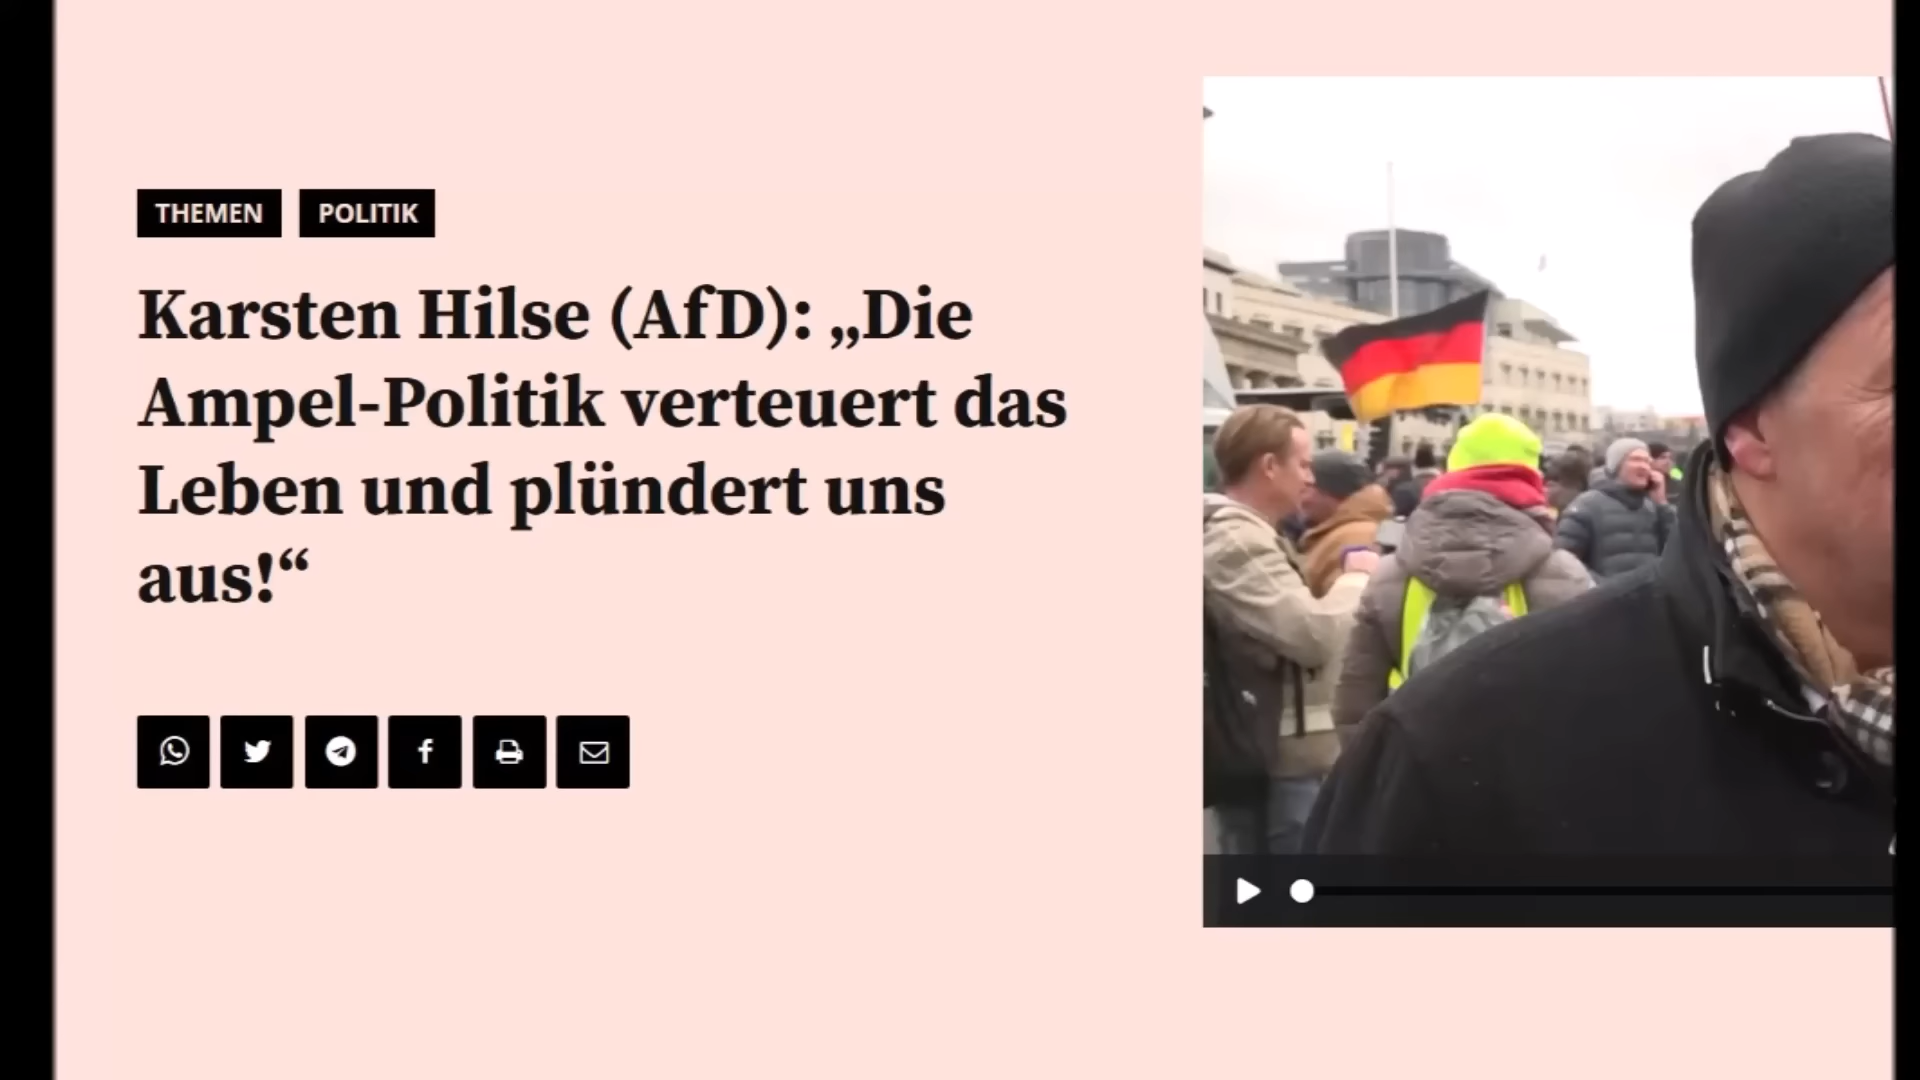 THEMEN POLITIK
Karsten Hilse (AfD): „Die
Ampel-Politik verteuert das
Leben und plündert uns
aus!“